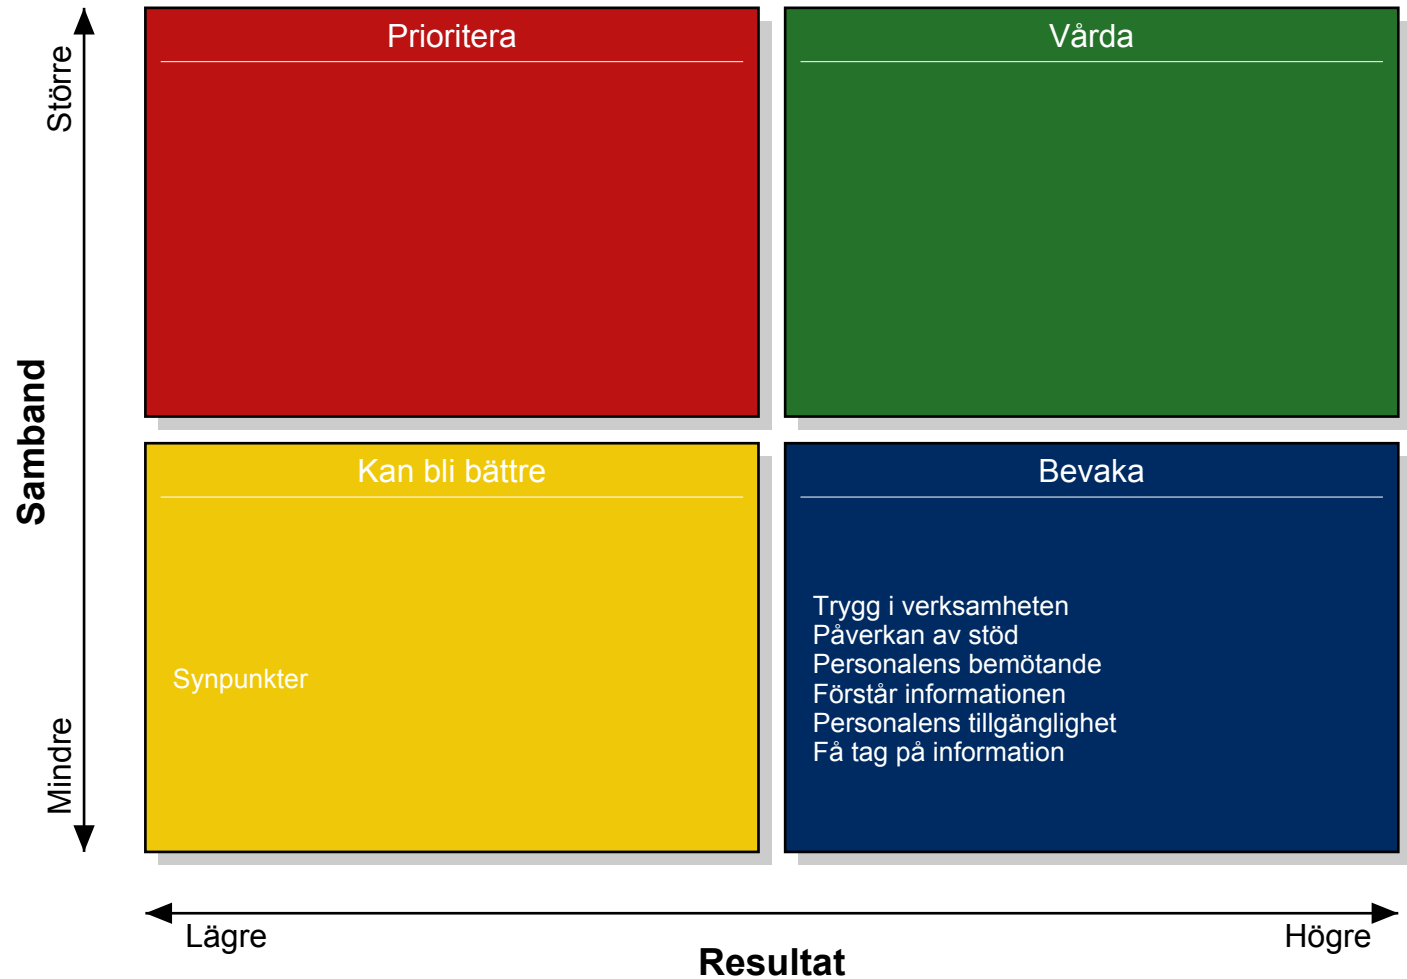 Prioritera
Vårda
Större
Samband
Mindre
Kan bli bättre
Synpunkter
Bevaka
Trygg i verksamheten
Påverkan av stöd
Personalens bemötande
Förstår informationen
Personalens tillgänglighet
Få tag på information
Lägre
Högre
Resultat